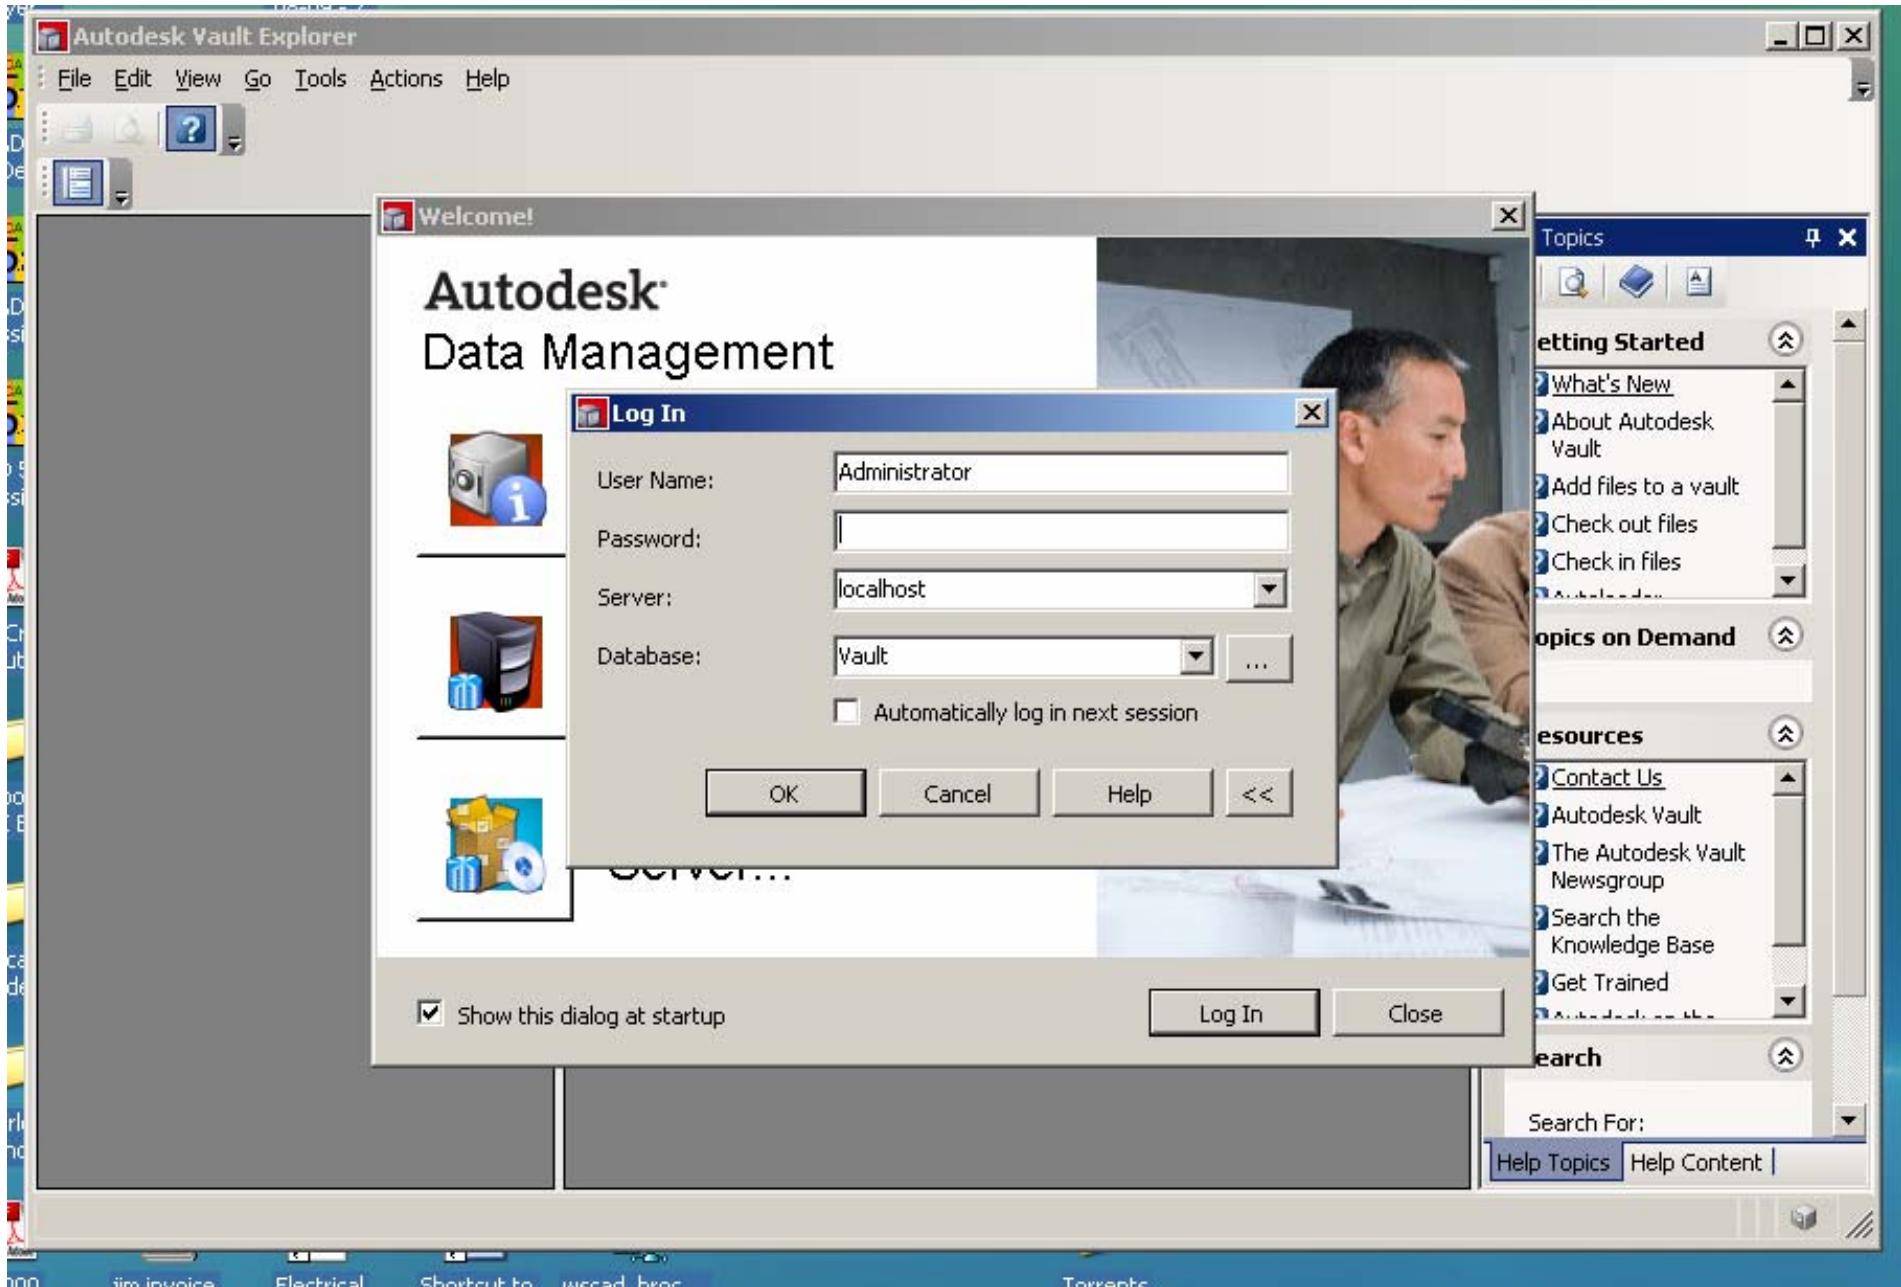 Autodesk Vault Explorer
File Edit View Go Tools Actions Help
Welcome!
Autodesk
Data Management
Log In
User Name: Administrator
Password:
Server: localhost
Database: Vault ...
Automatically log in next session
OK Cancel Help <<
Show this dialog at startup
Log In Close
Topics
etting Started
What's New
About Autodesk
Vault
Add files to a vault
Check out files
Check in files
opics on Demand
esources
Contact Us
Autodesk Vault
The Autodesk Vault
Newsgroup
Search the
Knowledge Base
Get Trained
earch
Search For:
Help Topics Help Content
jim invoice Electrical Shortcut to wscad_broc... Torrents